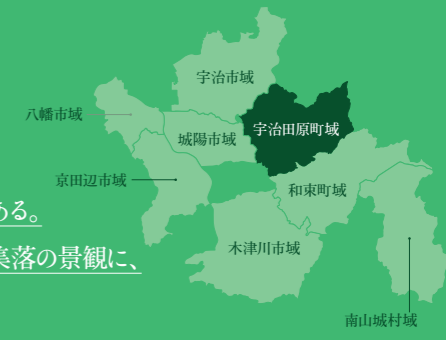 宇治市域
八幡市域
城陽市域
宇治田原町域
京田辺市域
和束町域
ある。
集落の景観に、
木津川市域
南山城村域